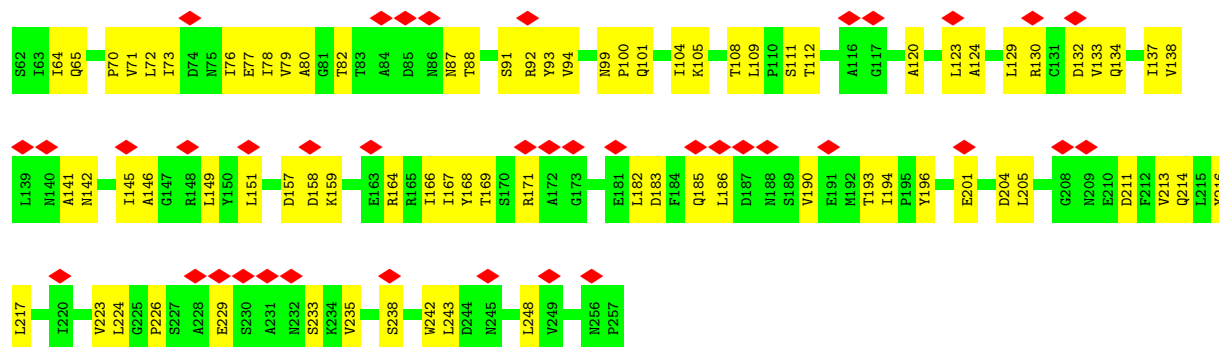 S62 I63 I64 Q65 P70 V71 L72 I73 D74 N75 I76 E77 I78 V79 A80 G81 T82 T83 A84 D85 N86 N87 T88 S91 R92 Y93 V94 N99 P100 Q101 I104 K105 T108 L109 P110 S111 T112 A116 G117 A120 L123 A124 L129 R130 C131 D132 V133 Q134 I137 V138
L139 N140 A141 N142 I145 A146 G147 R148 L149 Y150 L151 D157 D158 K159 E163 R164 R165 I166 I167 Y168 T169 S170 R171 A172 G173 E181 L182 D183 F184 Q185 L186 D187 N188 S189 V190 E191 M192 T193 I194 P195 Y196 E201 D204 L205 G208 N209 E210 D211 F212 V213 Q214 L215 Y216
L217 I220 V223 L224 G225 P226 S227 A228 E229 S230 A231 N232 S233 K234 V235 S238 W242 L243 D244 N245 L248 V249 N256 P257